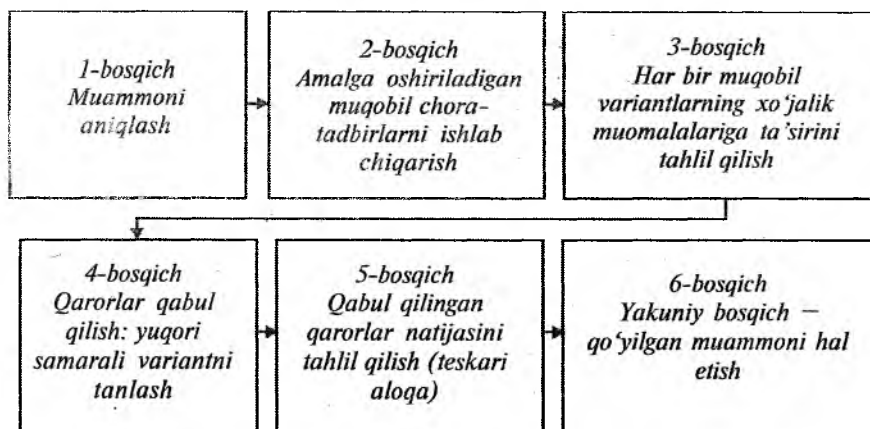 1-bosqich
Muammoni
aniqlash
2-bosqich
Amalga oshiriladigan
muqobil chora-
tadbirlarni ishlab
chiqarish
3-bosqich
Har bir muqobil
variantlarning xo‘jalik
muomalalariga ta’sirini
tahlil qilish
4-bosqich
Qarorlar qabul
qilish: yuqori
samarali variantni
tanlash
5-bosqich
Qabul qilingan
qarorlar natijasini
tahlil qilish (teskari
aloqa)
6-bosqich
Yakuniy bosqich —
qo‘yilgan muammoni hal
etish